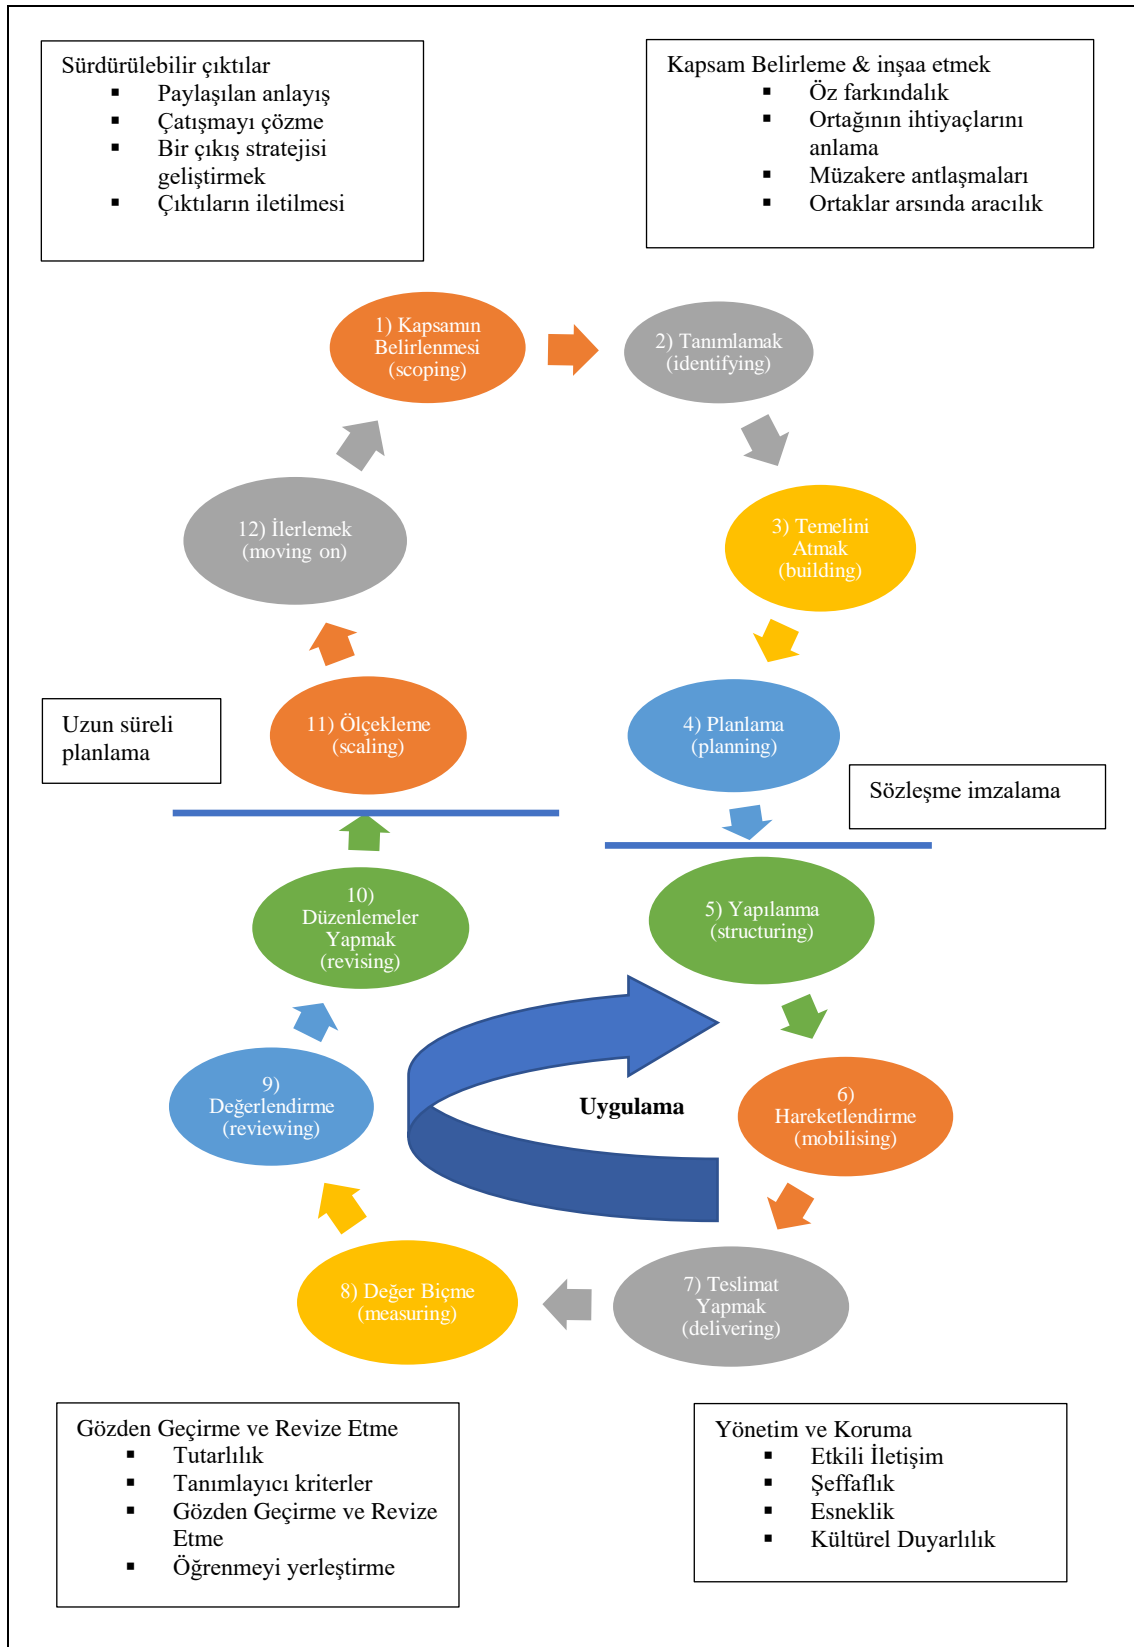 Sürdürülebilir çıktılar
▪ Paylaşılan anlayış
▪ Çatışmayı çözme
▪ Bir çıkış stratejisi
geliştirmek
▪ Çıktıların iletilmesi
Kapsam Belirleme & inşaa etmek
▪ Öz farkındalık
▪ Ortağının ihtiyaçlarını
anlama
▪ Müzakere antlaşmaları
▪ Ortaklar arsında aracılık
1) Kapsamın
Belirlenmesi
(scoping)
2) Tanımlamak
(identifying)
3) Temelini
Atmak
(building)
4) Planlama
(planning)
Sözleşme imzalama
5) Yapılanma
(structuring)
6)
Hareketlendirme
(mobilising)
7) Teslimat
Yapmak
(delivering)
8) Değer Biçme
(measuring)
9)
Değerlendirme
(reviewing)
10)
Düzenlemeler
Yapmak
(revising)
Uzun süreli
planlama
11) Ölçekleme
(scaling)
12) İlerlemek
(moving on)
Uygulama
Gözden Geçirme ve Revize Etme
▪ Tutarlılık
▪ Tanımlayıcı kriterler
▪ Gözden Geçirme ve Revize
Etme
▪ Öğrenmeyi yerleştirme
Yönetim ve Koruma
▪ Etkili İletişim
▪ Şeffaflık
▪ Esneklik
▪ Kültürel Duyarlılık